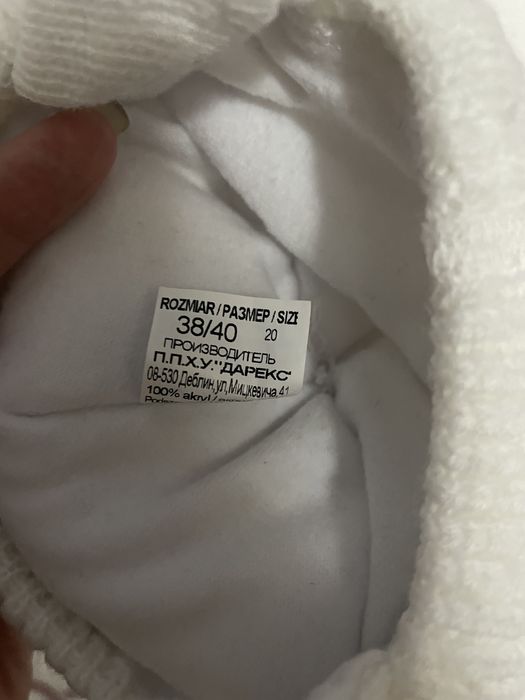 ROZMIAR / РАЗМЕР / SIZE
38/40 20
ПРОИЗВОДИТЕЛЬ
П.П.Х.У."ДАРЕКС"
08-530 Деблин,ул,Мицкевича,41
100% akryl /